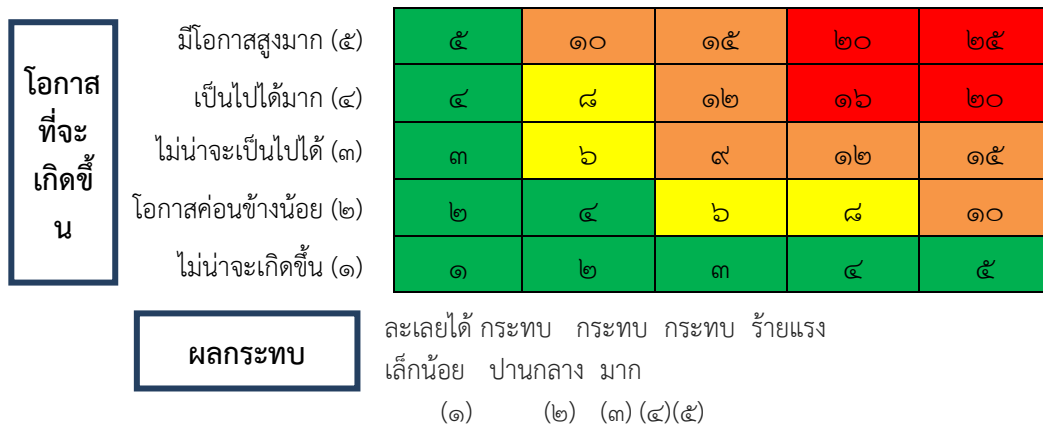 โอกาส
ที่จะ
เกิดขึ้
น
มีโอกาสสูงมาก (๕) ๕ ๑๐ ๑๕ ๒๐ ๒๕
เป็นไปได้มาก (๔) ๔ ๘ ๑๒ ๑๖ ๒๐
ไม่น่าจะเป็นไปได้ (๓) ๓ ๖ ๙ ๑๒ ๑๕
โอกาสค่อนข้างน้อย (๒) ๒ ๔ ๖ ๘ ๑๐
ไม่น่าจะเกิดขึ้น (๑) ๑ ๒ ๓ ๔ ๕
ผลกระทบ
ละเลยได้ กระทบ กระทบ กระทบ ร้ายแรง
เล็กน้อย ปานกลาง มาก
(๑) (๒) (๓) (๔)(๕)